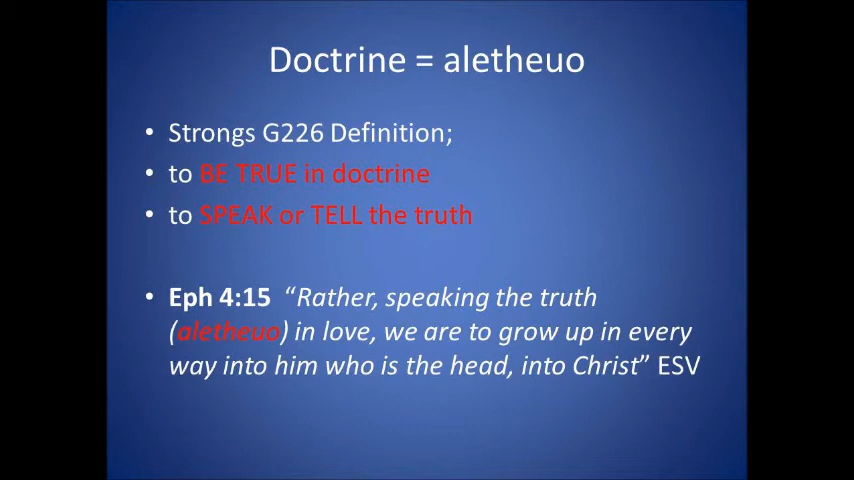 Doctrine = aletheuo
• Strongs G226 Definition;
• to BE TRUE in doctrine
• to SPEAK or TELL the truth
• Eph 4:15 “Rather, speaking the truth
(aletheuo) in love, we are to grow up in every
way into him who is the head, into Christ” ESV